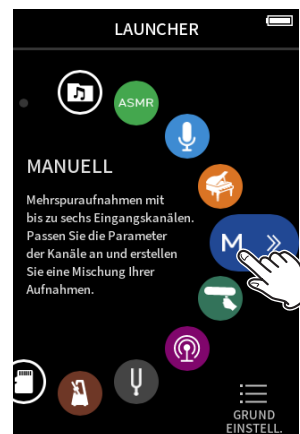 LAUNCHER
ASMR
MANUELL
Mehrspuraufnahmen mit
bis zu sechs Eingangskanälen.
Passen Sie die Parameter
der Kanäle an und erstellen
Sie eine Mischung Ihrer
Aufnahmen.
M
GRUND
EINSTELL.